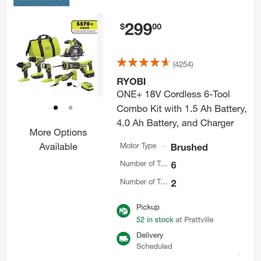 $299⁰⁰
$570+
(4254)
RYOBI
ONE+ 18V Cordless 6-Tool
Combo Kit with 1.5 Ah Battery,
4.0 Ah Battery, and Charger
More Options
Available
Motor Type – Brushed
Number of T... 6
Number of T... 2
Pickup
52 in stock at Prattville
Delivery
Scheduled